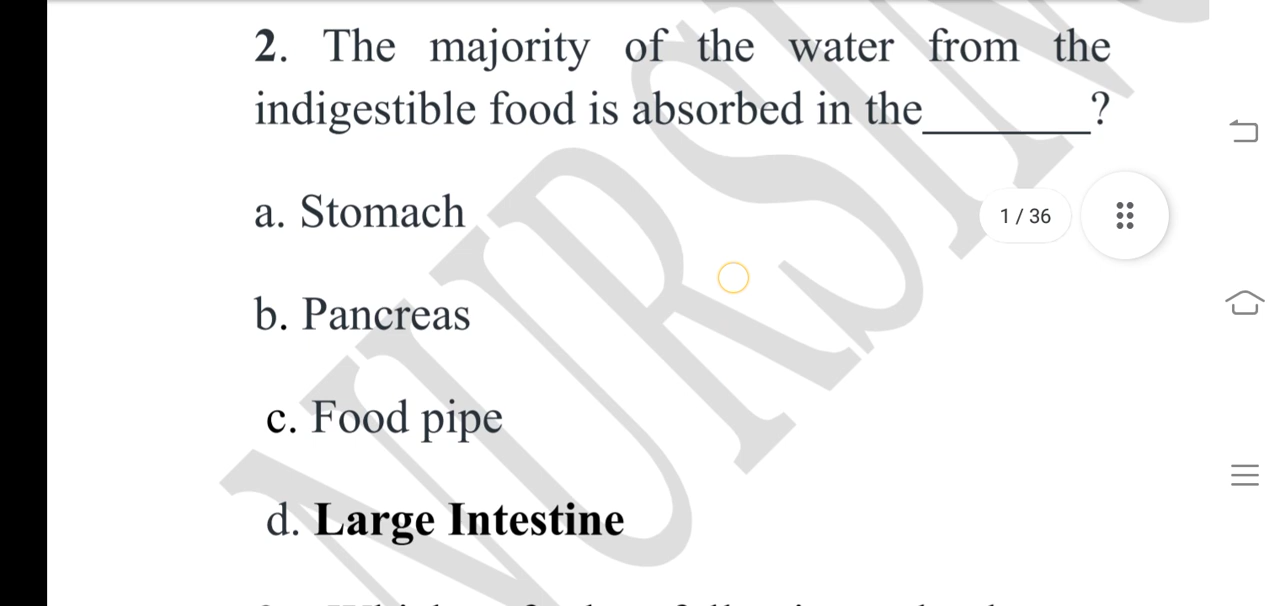 2. The majority of the water from the
indigestible food is absorbed in the_______?
a. Stomach
1 / 36
b. Pancreas
c. Food pipe
d. Large Intestine